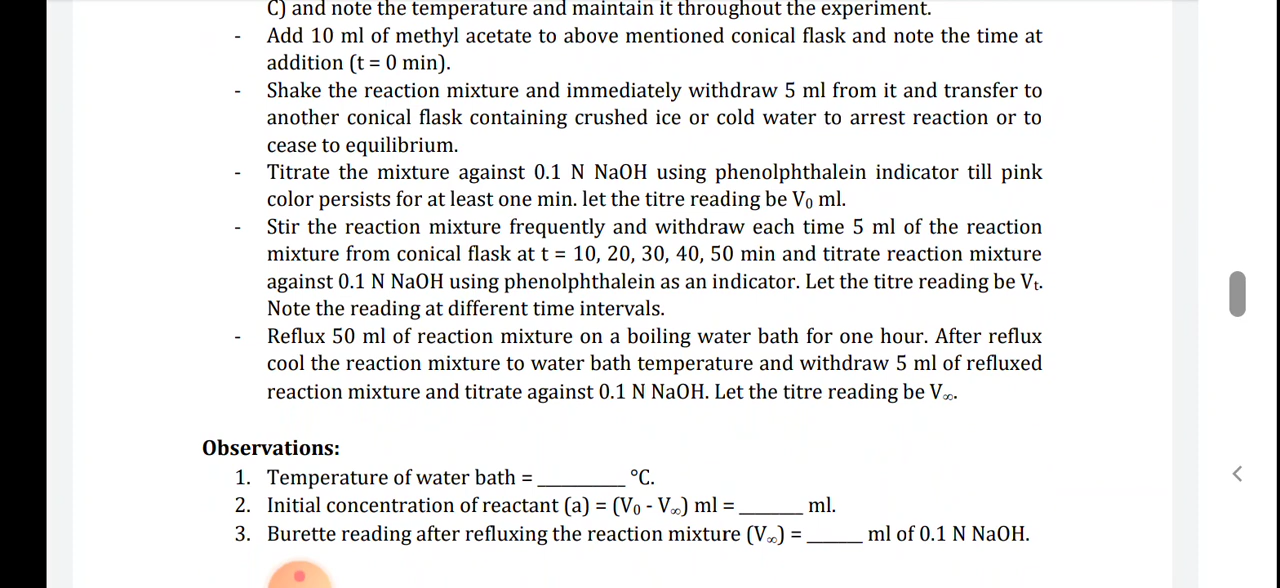 C) and note the temperature and maintain it throughout the experiment.
- Add 10 ml of methyl acetate to above mentioned conical flask and note the time at
addition (t = 0 min).
- Shake the reaction mixture and immediately withdraw 5 ml from it and transfer to
another conical flask containing crushed ice or cold water to arrest reaction or to
cease to equilibrium.
- Titrate the mixture against 0.1 N NaOH using phenolphthalein indicator till pink
color persists for at least one min. let the titre reading be V₀ ml.
- Stir the reaction mixture frequently and withdraw each time 5 ml of the reaction
mixture from conical flask at t = 10, 20, 30, 40, 50 min and titrate reaction mixture
against 0.1 N NaOH using phenolphthalein as an indicator. Let the titre reading be Vₜ.
Note the reading at different time intervals.
- Reflux 50 ml of reaction mixture on a boiling water bath for one hour. After reflux
cool the reaction mixture to water bath temperature and withdraw 5 ml of refluxed
reaction mixture and titrate against 0.1 N NaOH. Let the titre reading be V∞.
Observations:
1. Temperature of water bath = ________ °C.
2. Initial concentration of reactant (a) = (V₀ - V∞) ml = ______ ml.
3. Burette reading after refluxing the reaction mixture (V∞) = _____ ml of 0.1 N NaOH.